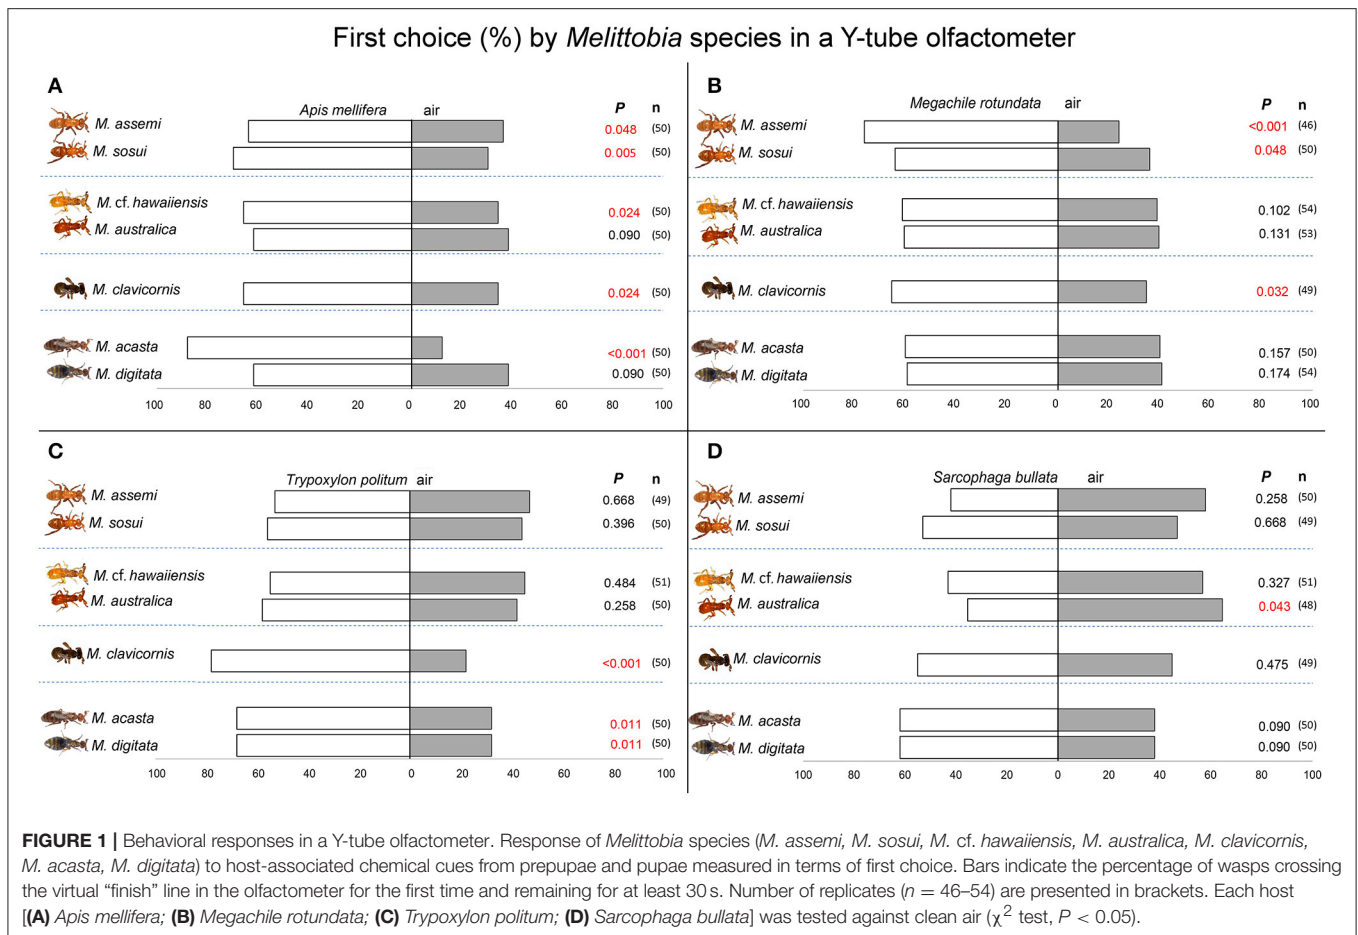 First choice (%) by Melittobia species in a Y-tube olfactometer
A
Apis mellifera air P n
M. assemi 0.048 (50)
M. sosui 0.005 (50)
M. cf. hawaiiensis 0.024 (50)
M. australica 0.090 (50)
M. clavicornis 0.024 (50)
M. acasta <0.001 (50)
M. digitata 0.090 (50)
100 80 60 40 20 0 20 40 60 80 100
B
Megachile rotundata air P n
M. assemi <0.001 (46)
M. sosui 0.048 (50)
M. cf. hawaiiensis 0.102 (54)
M. australica 0.131 (53)
M. clavicornis 0.032 (49)
M. acasta 0.157 (50)
M. digitata 0.174 (54)
100 80 60 40 20 0 20 40 60 80 100
C
Trypoxylon politum air P n
M. assemi 0.668 (49)
M. sosui 0.396 (50)
M. cf. hawaiiensis 0.484 (51)
M. australica 0.258 (50)
M. clavicornis <0.001 (50)
M. acasta 0.011 (50)
M. digitata 0.011 (50)
100 80 60 40 20 0 20 40 60 80 100
D
Sarcophaga bullata air P n
M. assemi 0.258 (50)
M. sosui 0.668 (49)
M. cf. hawaiiensis 0.327 (51)
M. australica 0.043 (48)
M. clavicornis 0.475 (49)
M. acasta 0.090 (50)
M. digitata 0.090 (50)
100 80 60 40 20 0 20 40 60 80 100
FIGURE 1 | Behavioral responses in a Y-tube olfactometer. Response of Melittobia species (M. assemi, M. sosui, M. cf. hawaiiensis, M. australica, M. clavicornis,
M. acasta, M. digitata) to host-associated chemical cues from prepupae and pupae measured in terms of first choice. Bars indicate the percentage of wasps crossing
the virtual “finish” line in the olfactometer for the first time and remaining for at least 30 s. Number of replicates (n = 46–54) are presented in brackets. Each host
[(A) Apis mellifera; (B) Megachile rotundata; (C) Trypoxylon politum; (D) Sarcophaga bullata] was tested against clean air (χ² test, P < 0.05).